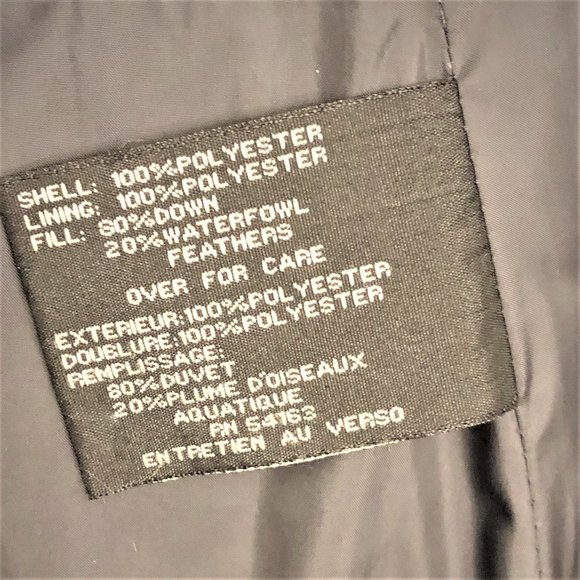 SHELL: 100%POLYESTER
LINING: 100%POLYESTER
FILL: 80%DOWN
20%WATERFOWL
FEATHERS
OVER FOR CARE
EXTERIEUR:100%POLYESTER
DOUBLURE:100%POLYESTER
REMPLISSAGE:
80%DUVET
20%PLUME D'OISEAUX
AQUATIQUE
RN 54163
ENTRETIEN AU VERSO